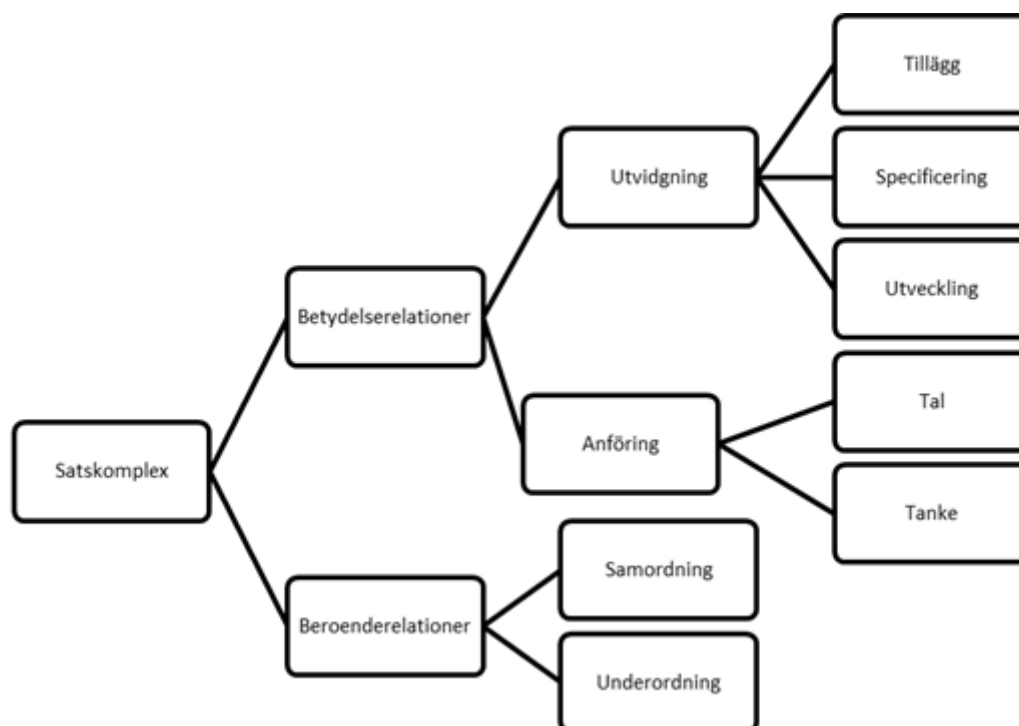 Tillägg
Utvidgning
Specificering
Utveckling
Betydelserelationer
Tal
Anföring
Satskomplex
Tanke
Samordning
Beroenderelationer
Underordning